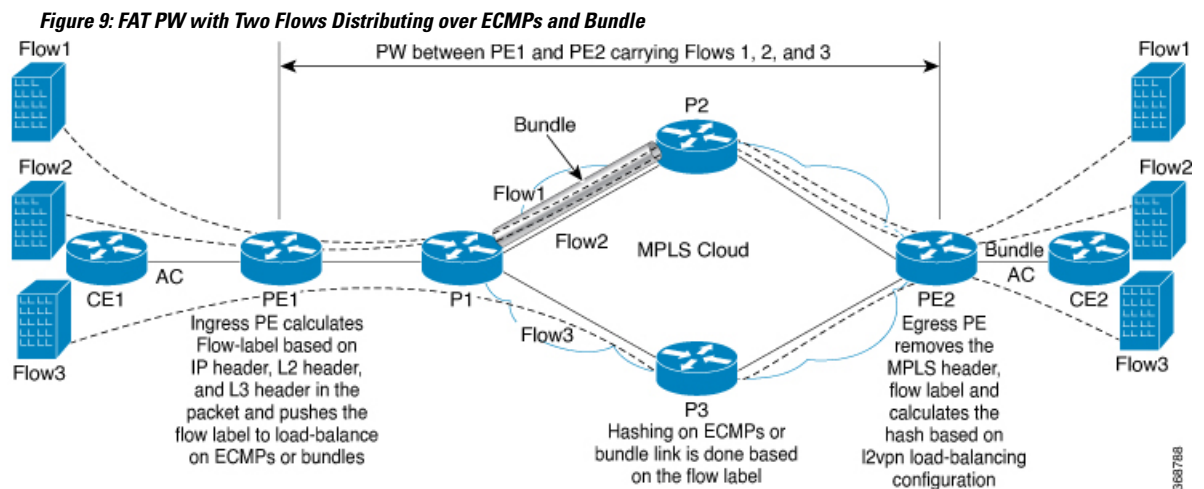 Figure 9: FAT PW with Two Flows Distributing over ECMPs and Bundle
Flow1
PW between PE1 and PE2 carrying Flows 1, 2, and 3
Flow1
P2
Bundle
Flow2
Flow1
Flow2
Flow2
MPLS Cloud
Bundle
AC
AC
CE1
PE1
P1
PE2
CE2
Flow3
Flow3
Flow3
Ingress PE calculates
Flow-label based on
IP header, L2 header,
and L3 header in the
packet and pushes the
flow label to load-balance
on ECMPs or bundles
P3
Hashing on ECMPs or
bundle link is done based
on the flow label
Egress PE
removes the
MPLS header,
flow label and
calculates the
hash based on
l2vpn load-balancing
configuration
368788